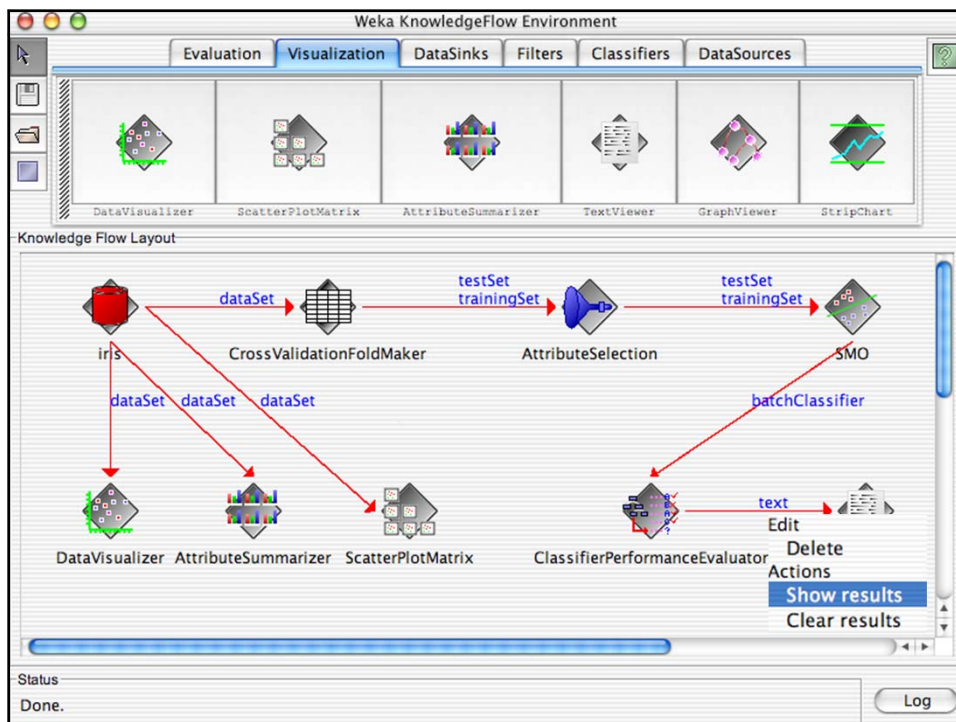 Weka KnowledgeFlow Environment
Evaluation Visualization DataSinks Filters Classifiers DataSources
?
DataVisualizer ScatterPlotMatrix AttributeSummarizer TextViewer GraphViewer StripChart
Knowledge Flow Layout
testSet testSet
dataSet trainingSet trainingSet
iris CrossValidationFoldMaker AttributeSelection SMO
dataSet dataSet dataSet batchClassifier
text
Edit
DataVisualizer AttributeSummarizer ScatterPlotMatrix ClassifierPerformanceEvaluator Delete
Actions
Show results
Clear results
Status
Done. Log